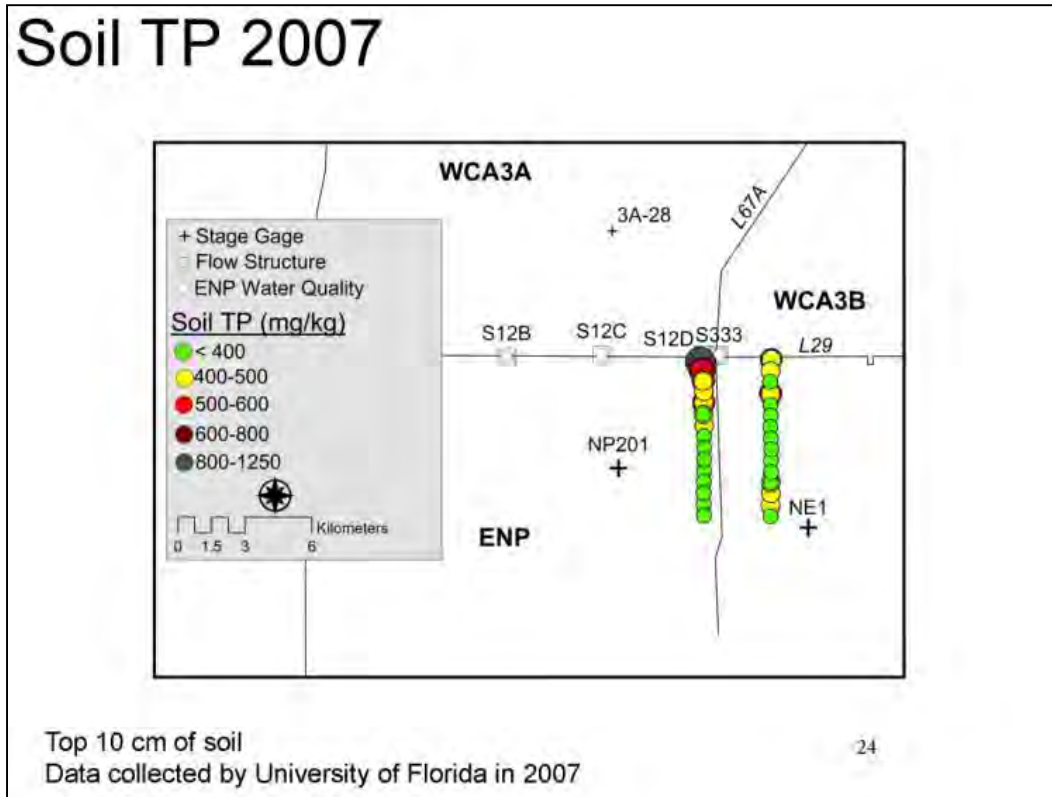 Soil TP 2007
WCA3A
3A-28
L67A
+ Stage Gage
Flow Structure
ENP Water Quality
WCA3B
Soil TP (mg/kg)
< 400
400-500
500-600
600-800
800-1250
S12B
S12C
S12D
S333
L29
NP201
NE1
ENP
Kilometers
0 1.5 3 6
Top 10 cm of soil
24
Data collected by University of Florida in 2007